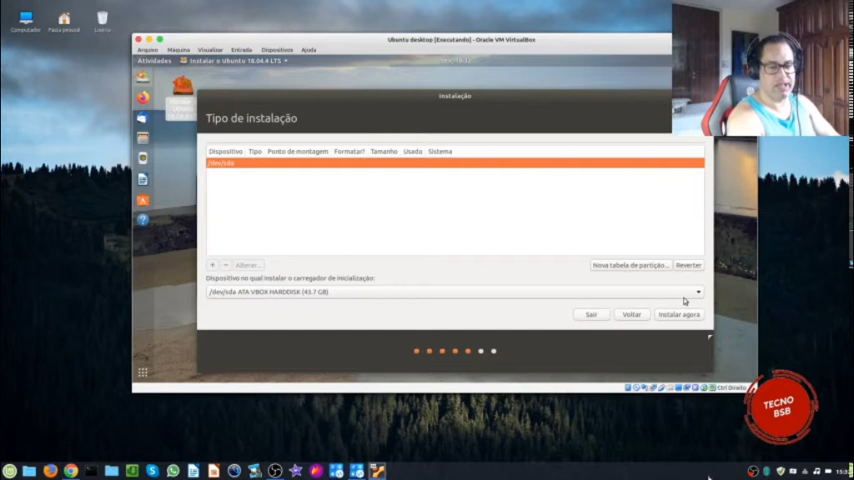 Computador
Pasta pessoal
Lixeira
Ubuntu desktop [Executando] - Oracle VM VirtualBox
Arquivo Máquina Visualizar Entrada Dispositivos Ajuda
Atividades Instalar o Ubuntu 18.04.4 LTS
Instalação
Tipo de instalação
Dispositivo Tipo Ponto de montagem Formatar? Tamanho Usado Sistema
/dev/sda
+ - Alterar...
Nova tabela de partição... Reverter
Dispositivo no qual instalar o carregador de inicialização:
/dev/sda ATA VBOX HARDDISK (43.7 GB)
Sair Voltar Instalar agora
Ctrl Direito
TECNO
BSB